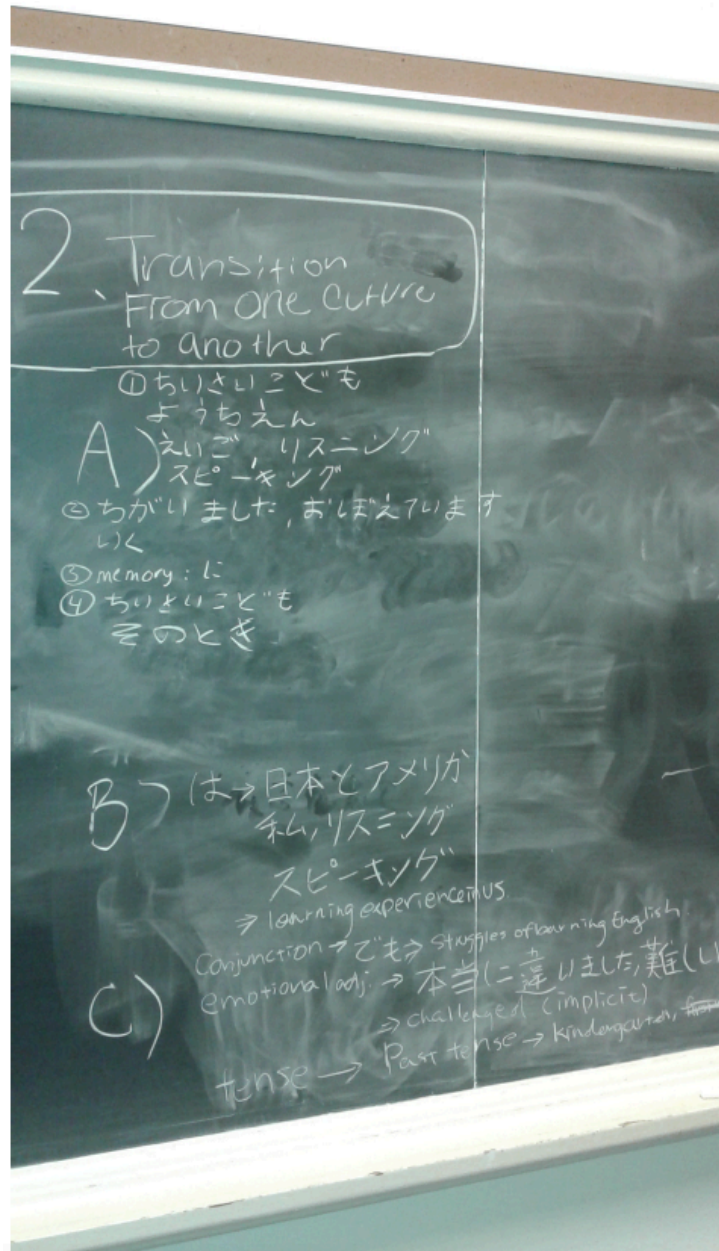 2. Transition
From one Culture
to another
①ちいさいこども
ようちえん
A) えいご, リスニング
スピーキング
②ちがいました, おぼえています
いく
③memory: に
④ちいさいこども
そのとき
B) は→日本とアメリカ
私, リスニング
スピーキング
⇒ learning experience in US
Conjunction → でも⇒ struggles of learning English
C) emotional adj. → 本当に違いました, 難しい
⇒ challenged (implicit)
tense → Past tense → Kindergarten,